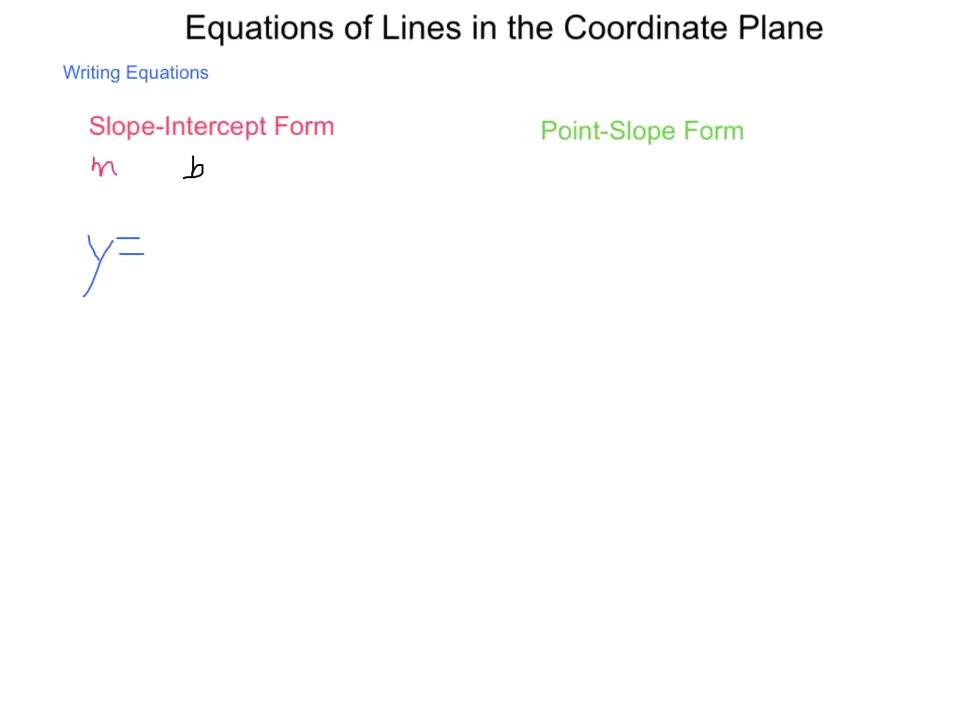 Equations of Lines in the Coordinate Plane
Writing Equations
Slope-Intercept Form
Point-Slope Form
m b
y=